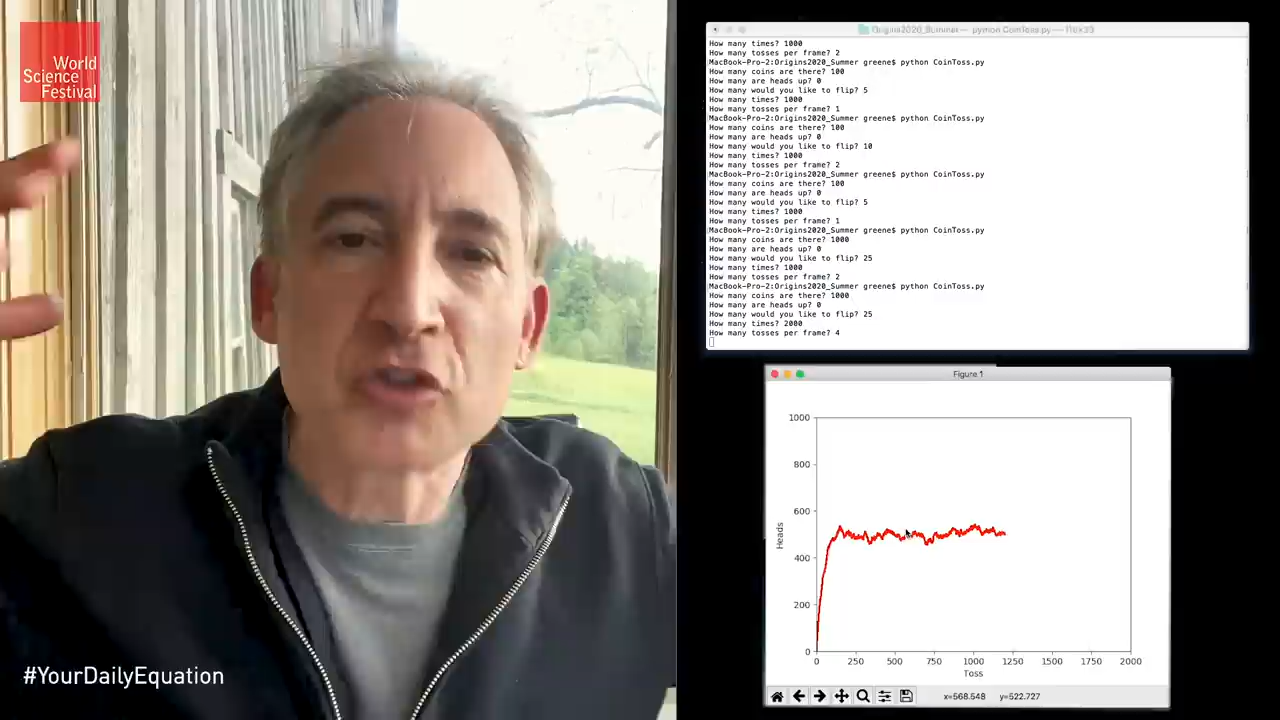 World
Science
Festival
#YourDailyEquation
Origins2020_Summer — python CoinToss.py —
How many times? 1000
How many tosses per frame? 2
MacBook-Pro-2:Origins2020_Summer greene$ python CoinToss.py
How many coins are there? 100
How many are heads up? 0
How many would you like to flip? 5
How many times? 1000
How many tosses per frame? 1
MacBook-Pro-2:Origins2020_Summer greene$ python CoinToss.py
How many coins are there? 100
How many are heads up? 0
How many would you like to flip? 10
How many times? 1000
How many tosses per frame? 2
MacBook-Pro-2:Origins2020_Summer greene$ python CoinToss.py
How many coins are there? 100
How many are heads up? 0
How many would you like to flip? 5
How many times? 1000
How many tosses per frame? 1
MacBook-Pro-2:Origins2020_Summer greene$ python CoinToss.py
How many coins are there? 1000
How many are heads up? 0
How many would you like to flip? 25
How many times? 1000
How many tosses per frame? 2
MacBook-Pro-2:Origins2020_Summer greene$ python CoinToss.py
How many coins are there? 1000
How many are heads up? 0
How many would you like to flip? 25
How many times? 2000
How many tosses per frame? 4
Figure 1
1000
800
600
400
200
0
Heads
0 250 500 750 1000 1250 1500 1750 2000
Toss
x=568.548 y=522.727